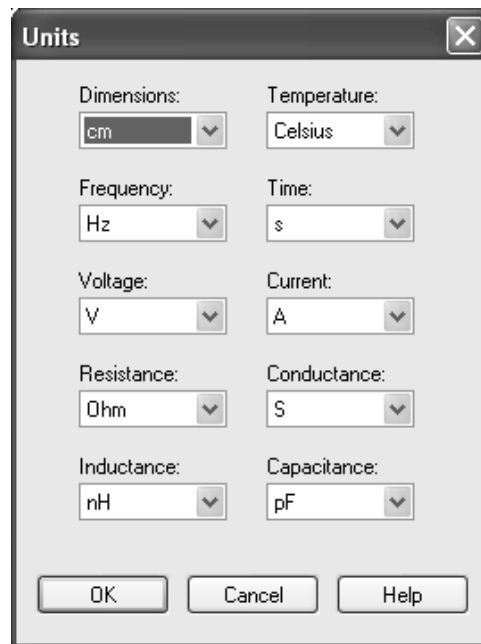 Units
Dimensions: Temperature:
cm Celsius
Frequency: Time:
Hz s
Voltage: Current:
V A
Resistance: Conductance:
Ohm S
Inductance: Capacitance:
nH pF
OK Cancel Help